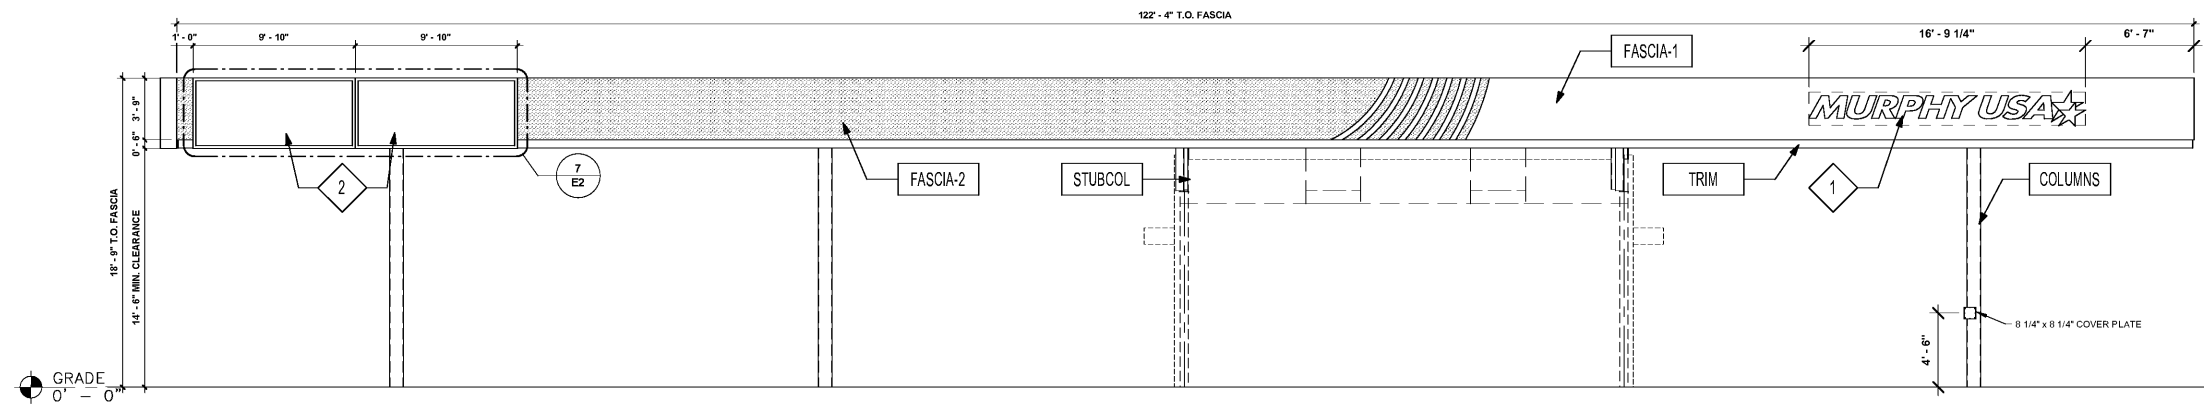 122' - 4" T.O. FASCIA
1' - 0"
9' - 10"
9' - 10"
16' - 9 1/4"
6' - 7"
FASCIA-1
MURPHY USA
3' - 9"
0' - 6"
7
E2
2
FASCIA-2
STUBCOL
TRIM
1
COLUMNS
18' - 9" T.O. FASCIA
14' - 6" MIN. CLEARANCE
8 1/4" x 8 1/4" COVER PLATE
4' - 6"
GRADE
0' - 0"